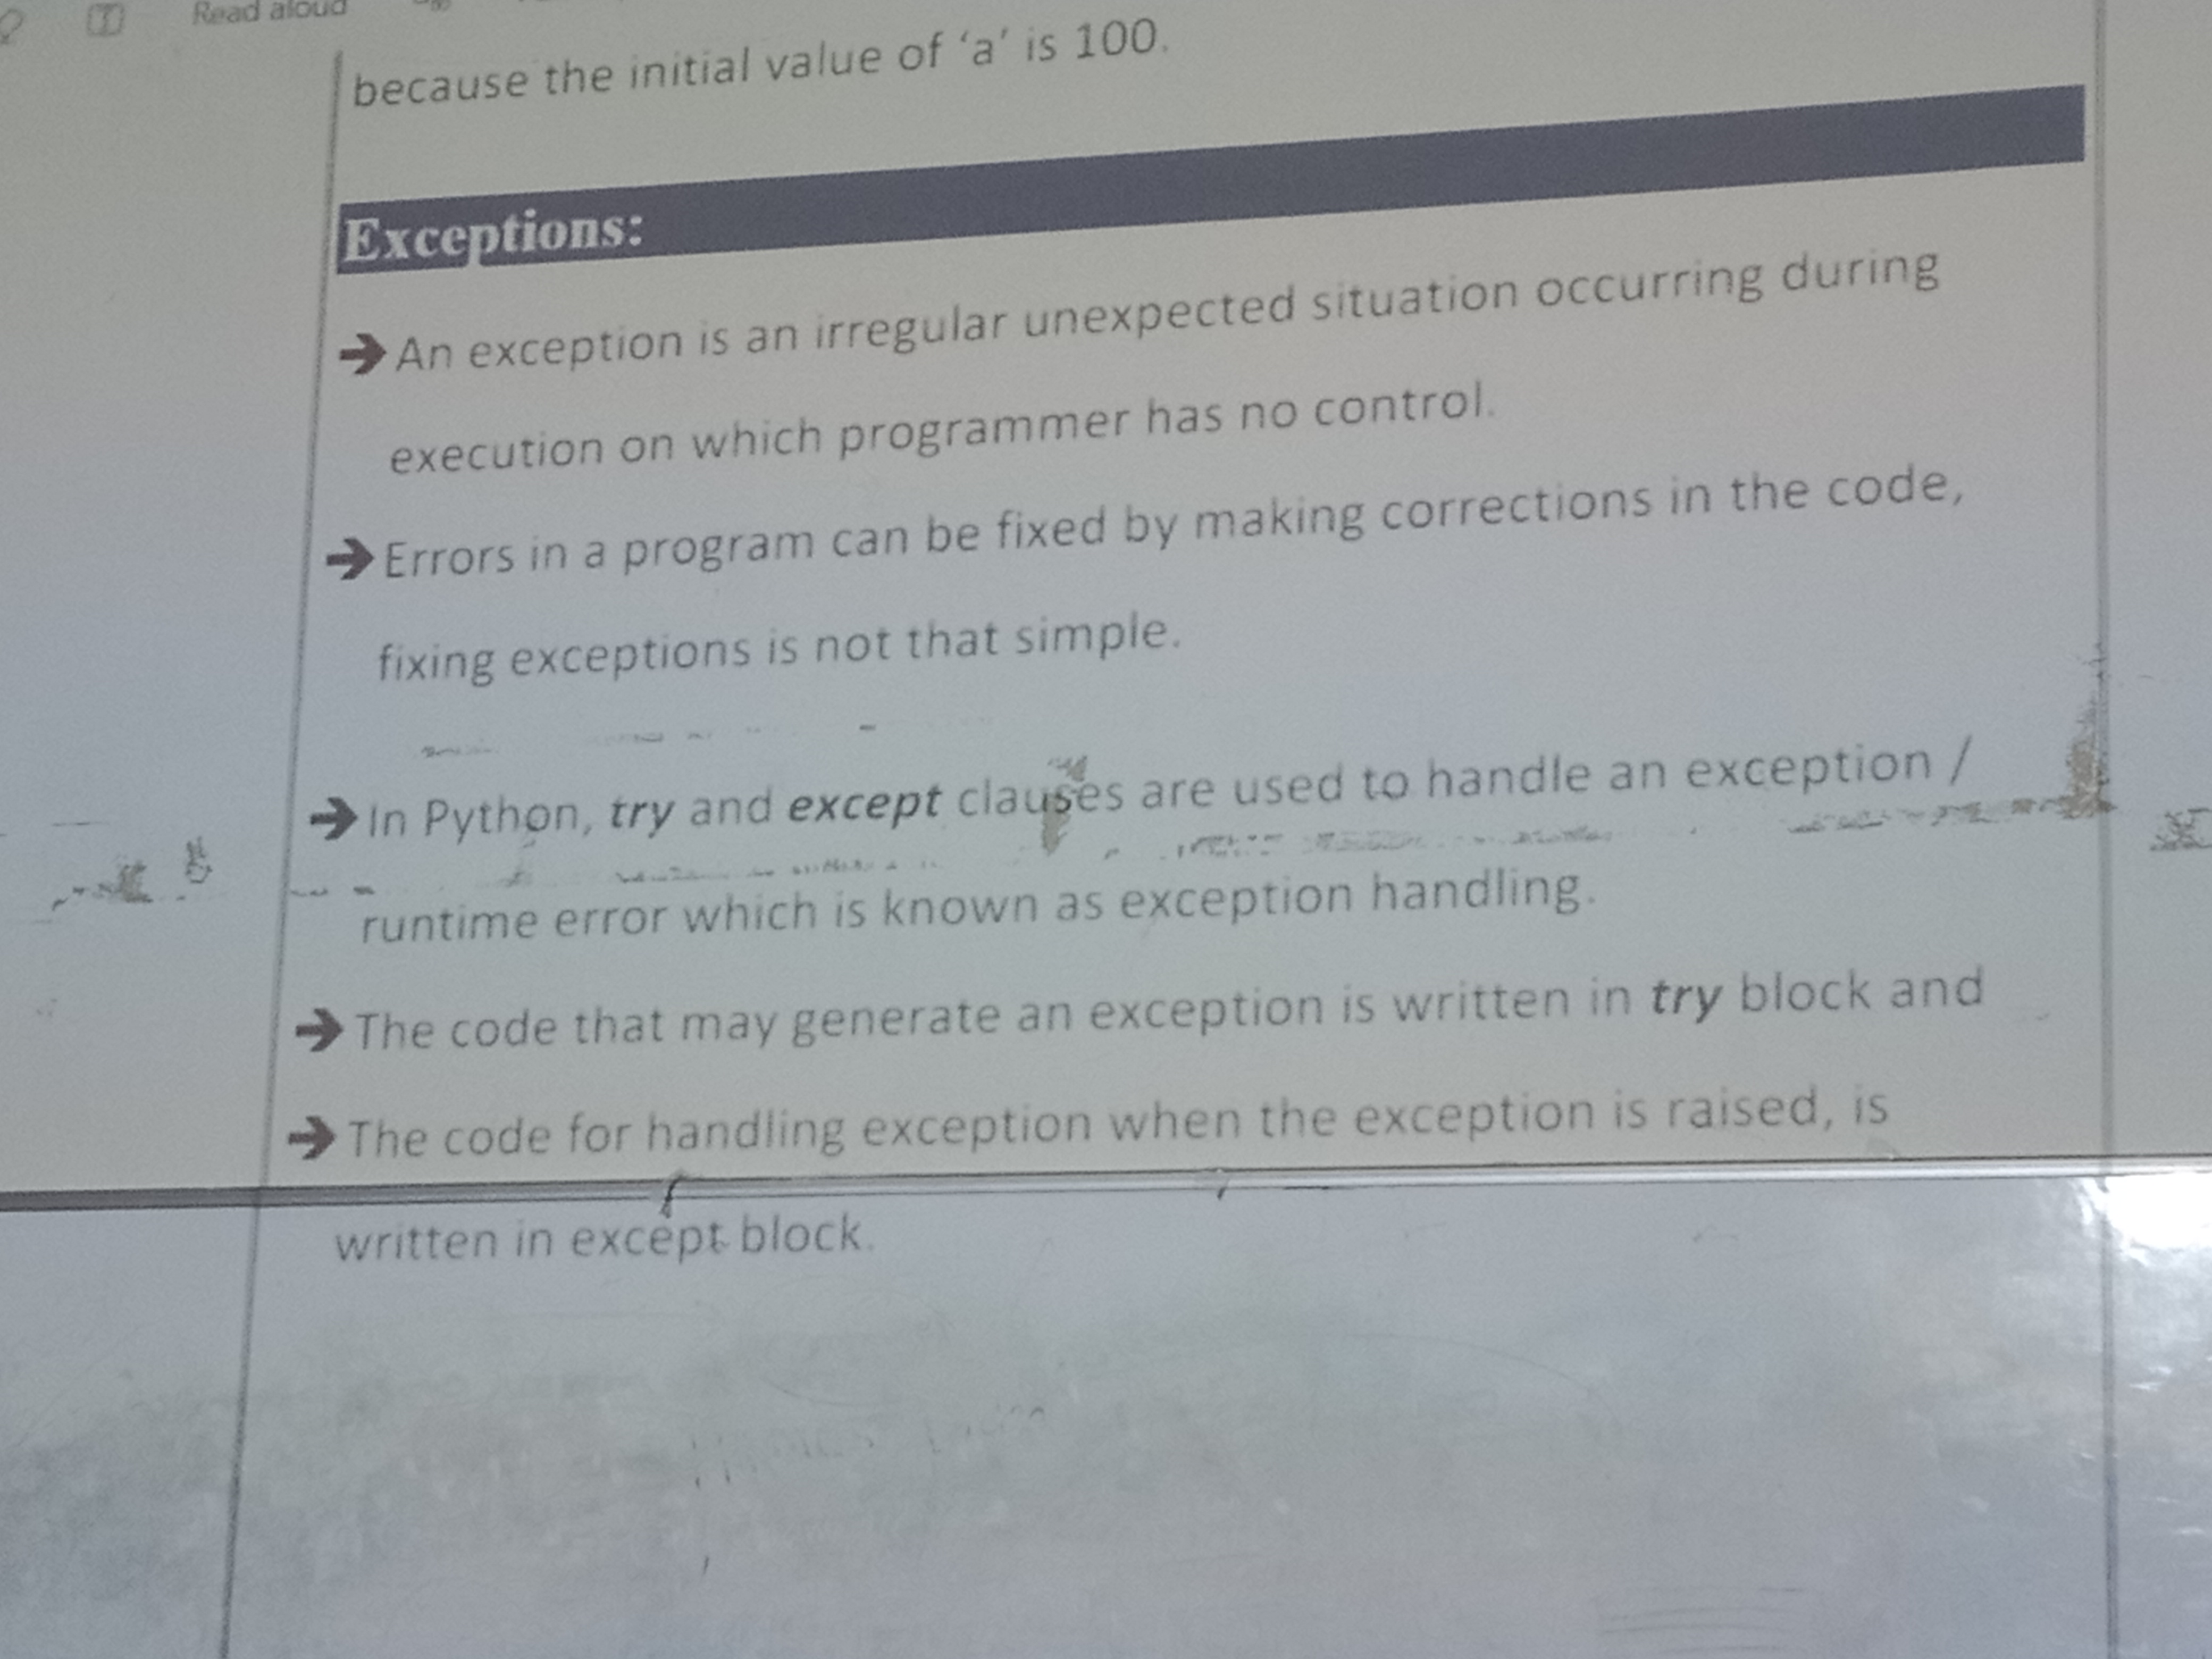 Read aloud
because the initial value of ‘a’ is 100.
Exceptions:
➔ An exception is an irregular unexpected situation occurring during
execution on which programmer has no control.
➔ Errors in a program can be fixed by making corrections in the code,
fixing exceptions is not that simple.
➔ In Python, try and except clauses are used to handle an exception /
runtime error which is known as exception handling.
➔ The code that may generate an exception is written in try block and
➔ The code for handling exception when the exception is raised, is
written in except block.